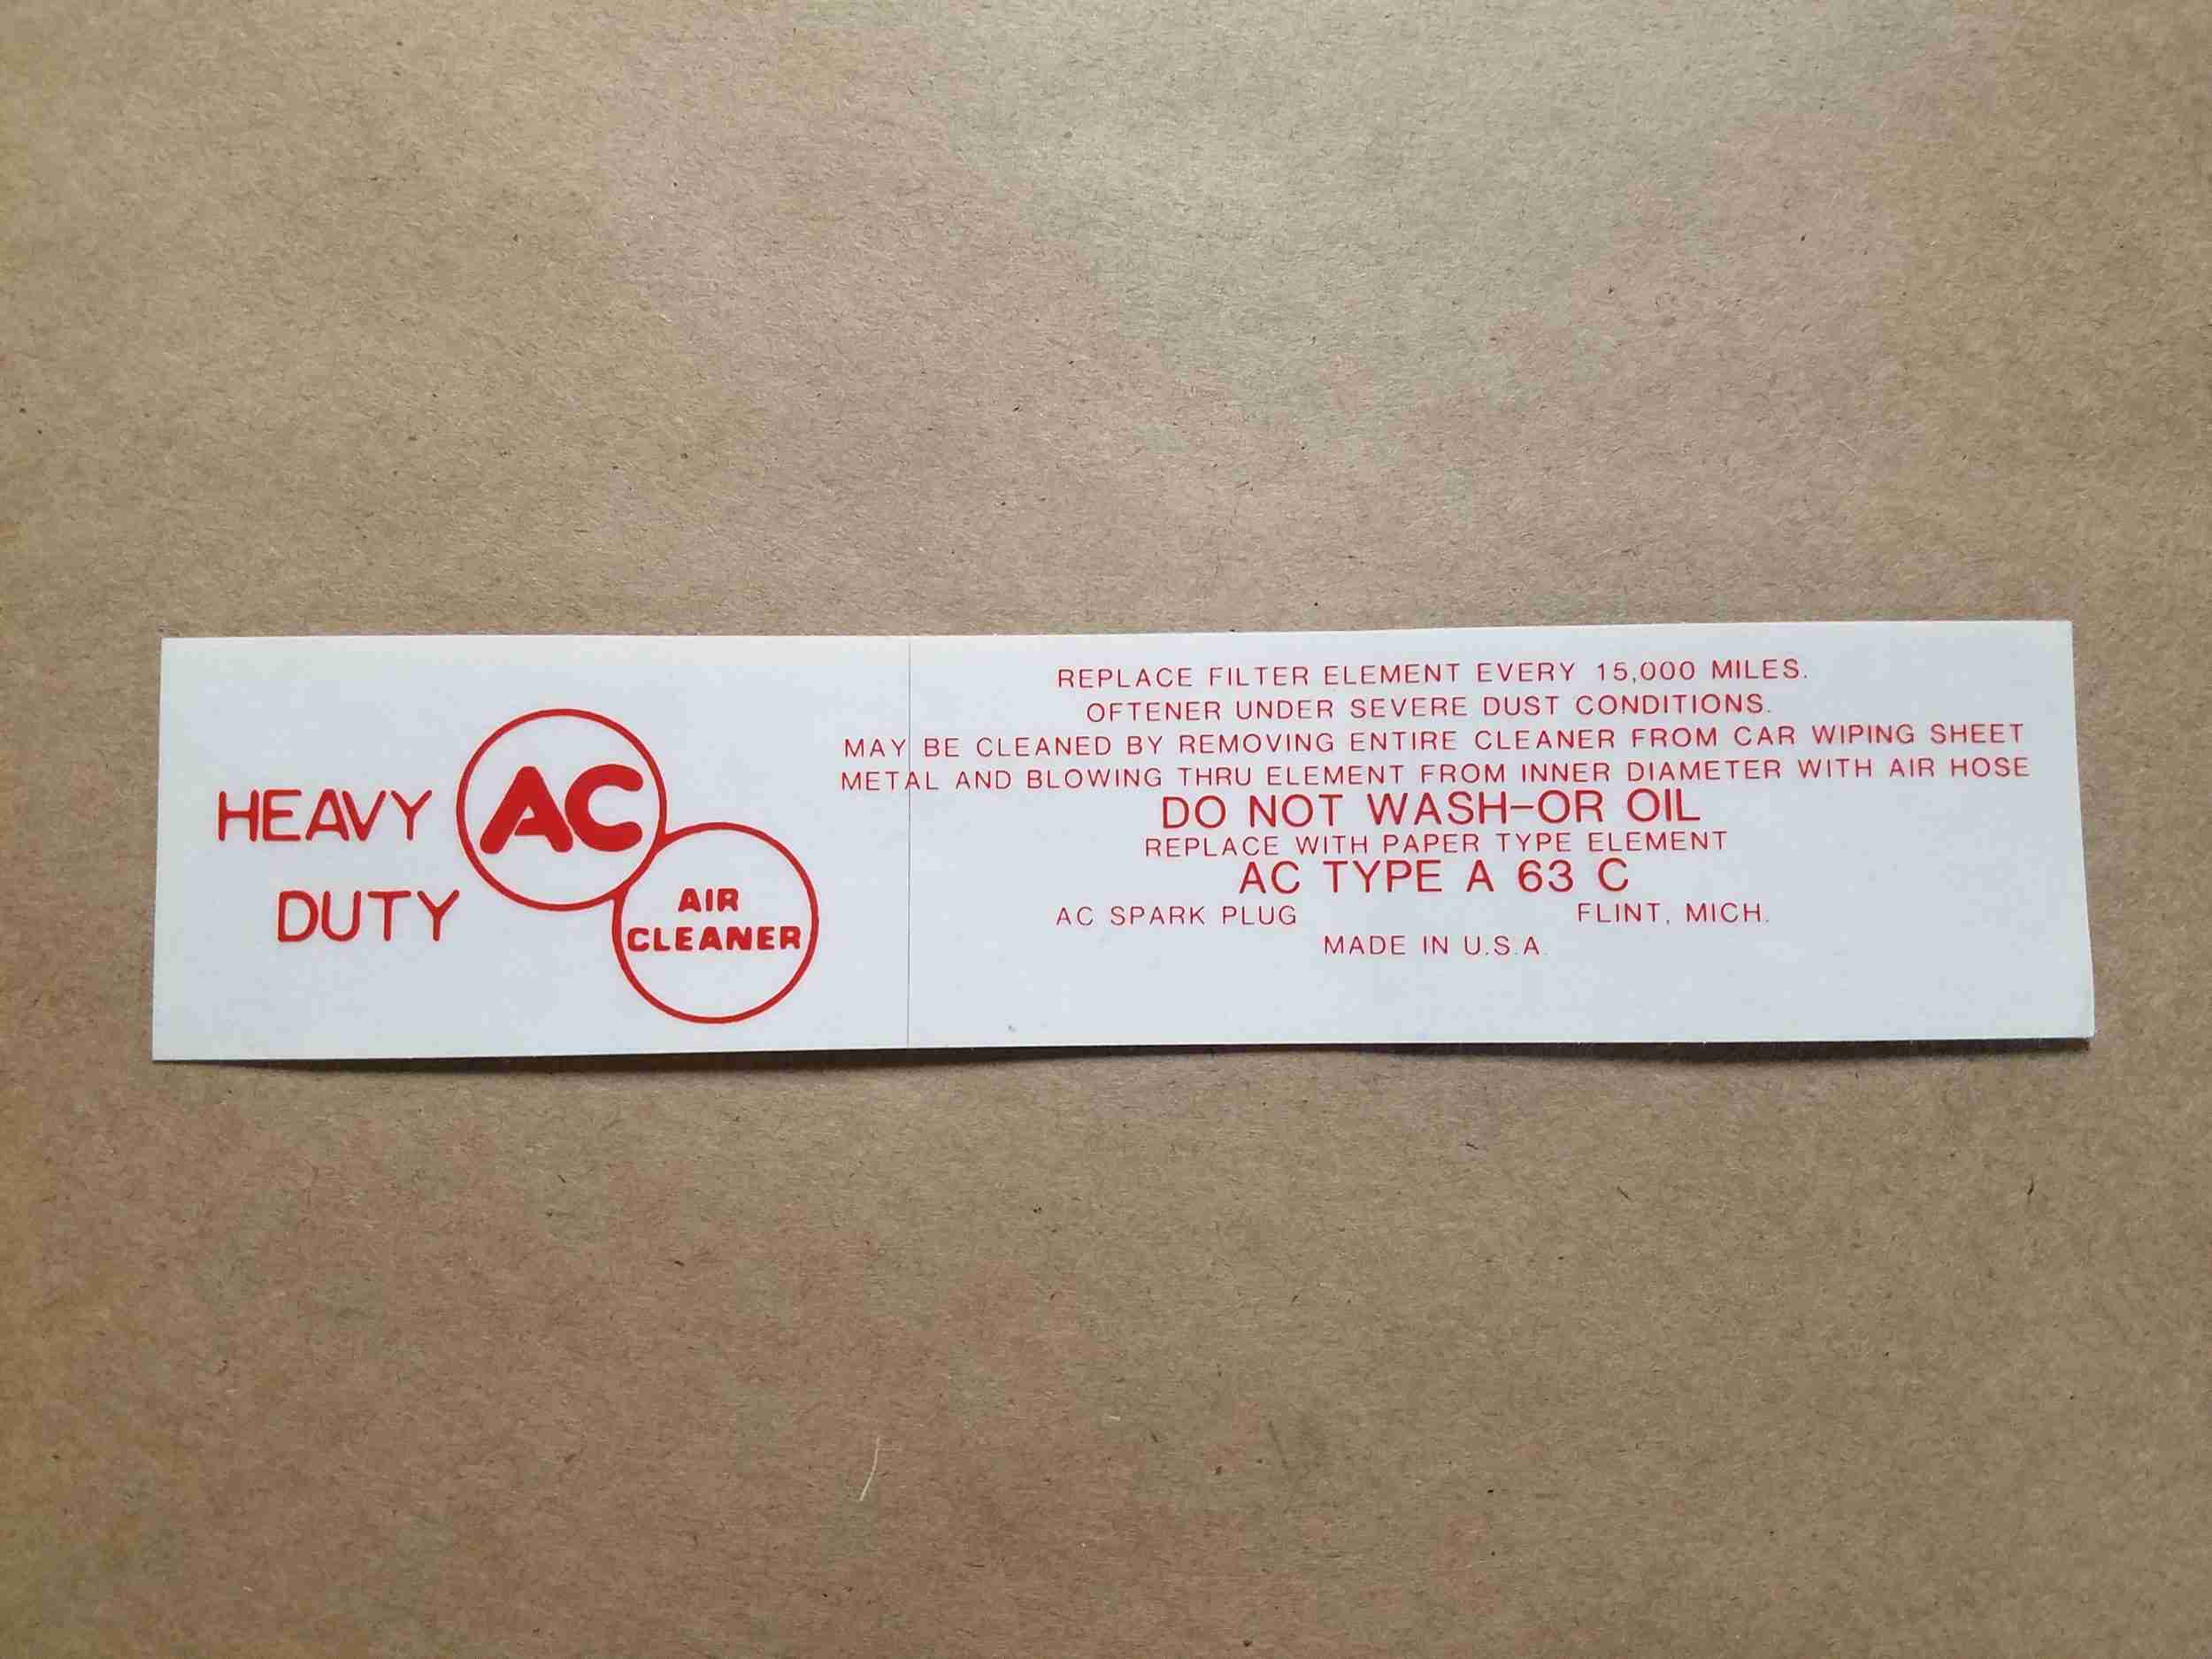 HEAVY
DUTY
AC
AIR
CLEANER
REPLACE FILTER ELEMENT EVERY 15,000 MILES.
OFTENER UNDER SEVERE DUST CONDITIONS.
MAY BE CLEANED BY REMOVING ENTIRE CLEANER FROM CAR WIPING SHEET
METAL AND BLOWING THRU ELEMENT FROM INNER DIAMETER WITH AIR HOSE
DO NOT WASH-OR OIL
REPLACE WITH PAPER TYPE ELEMENT
AC TYPE A 63 C
AC SPARK PLUG FLINT, MICH.
MADE IN U.S.A.